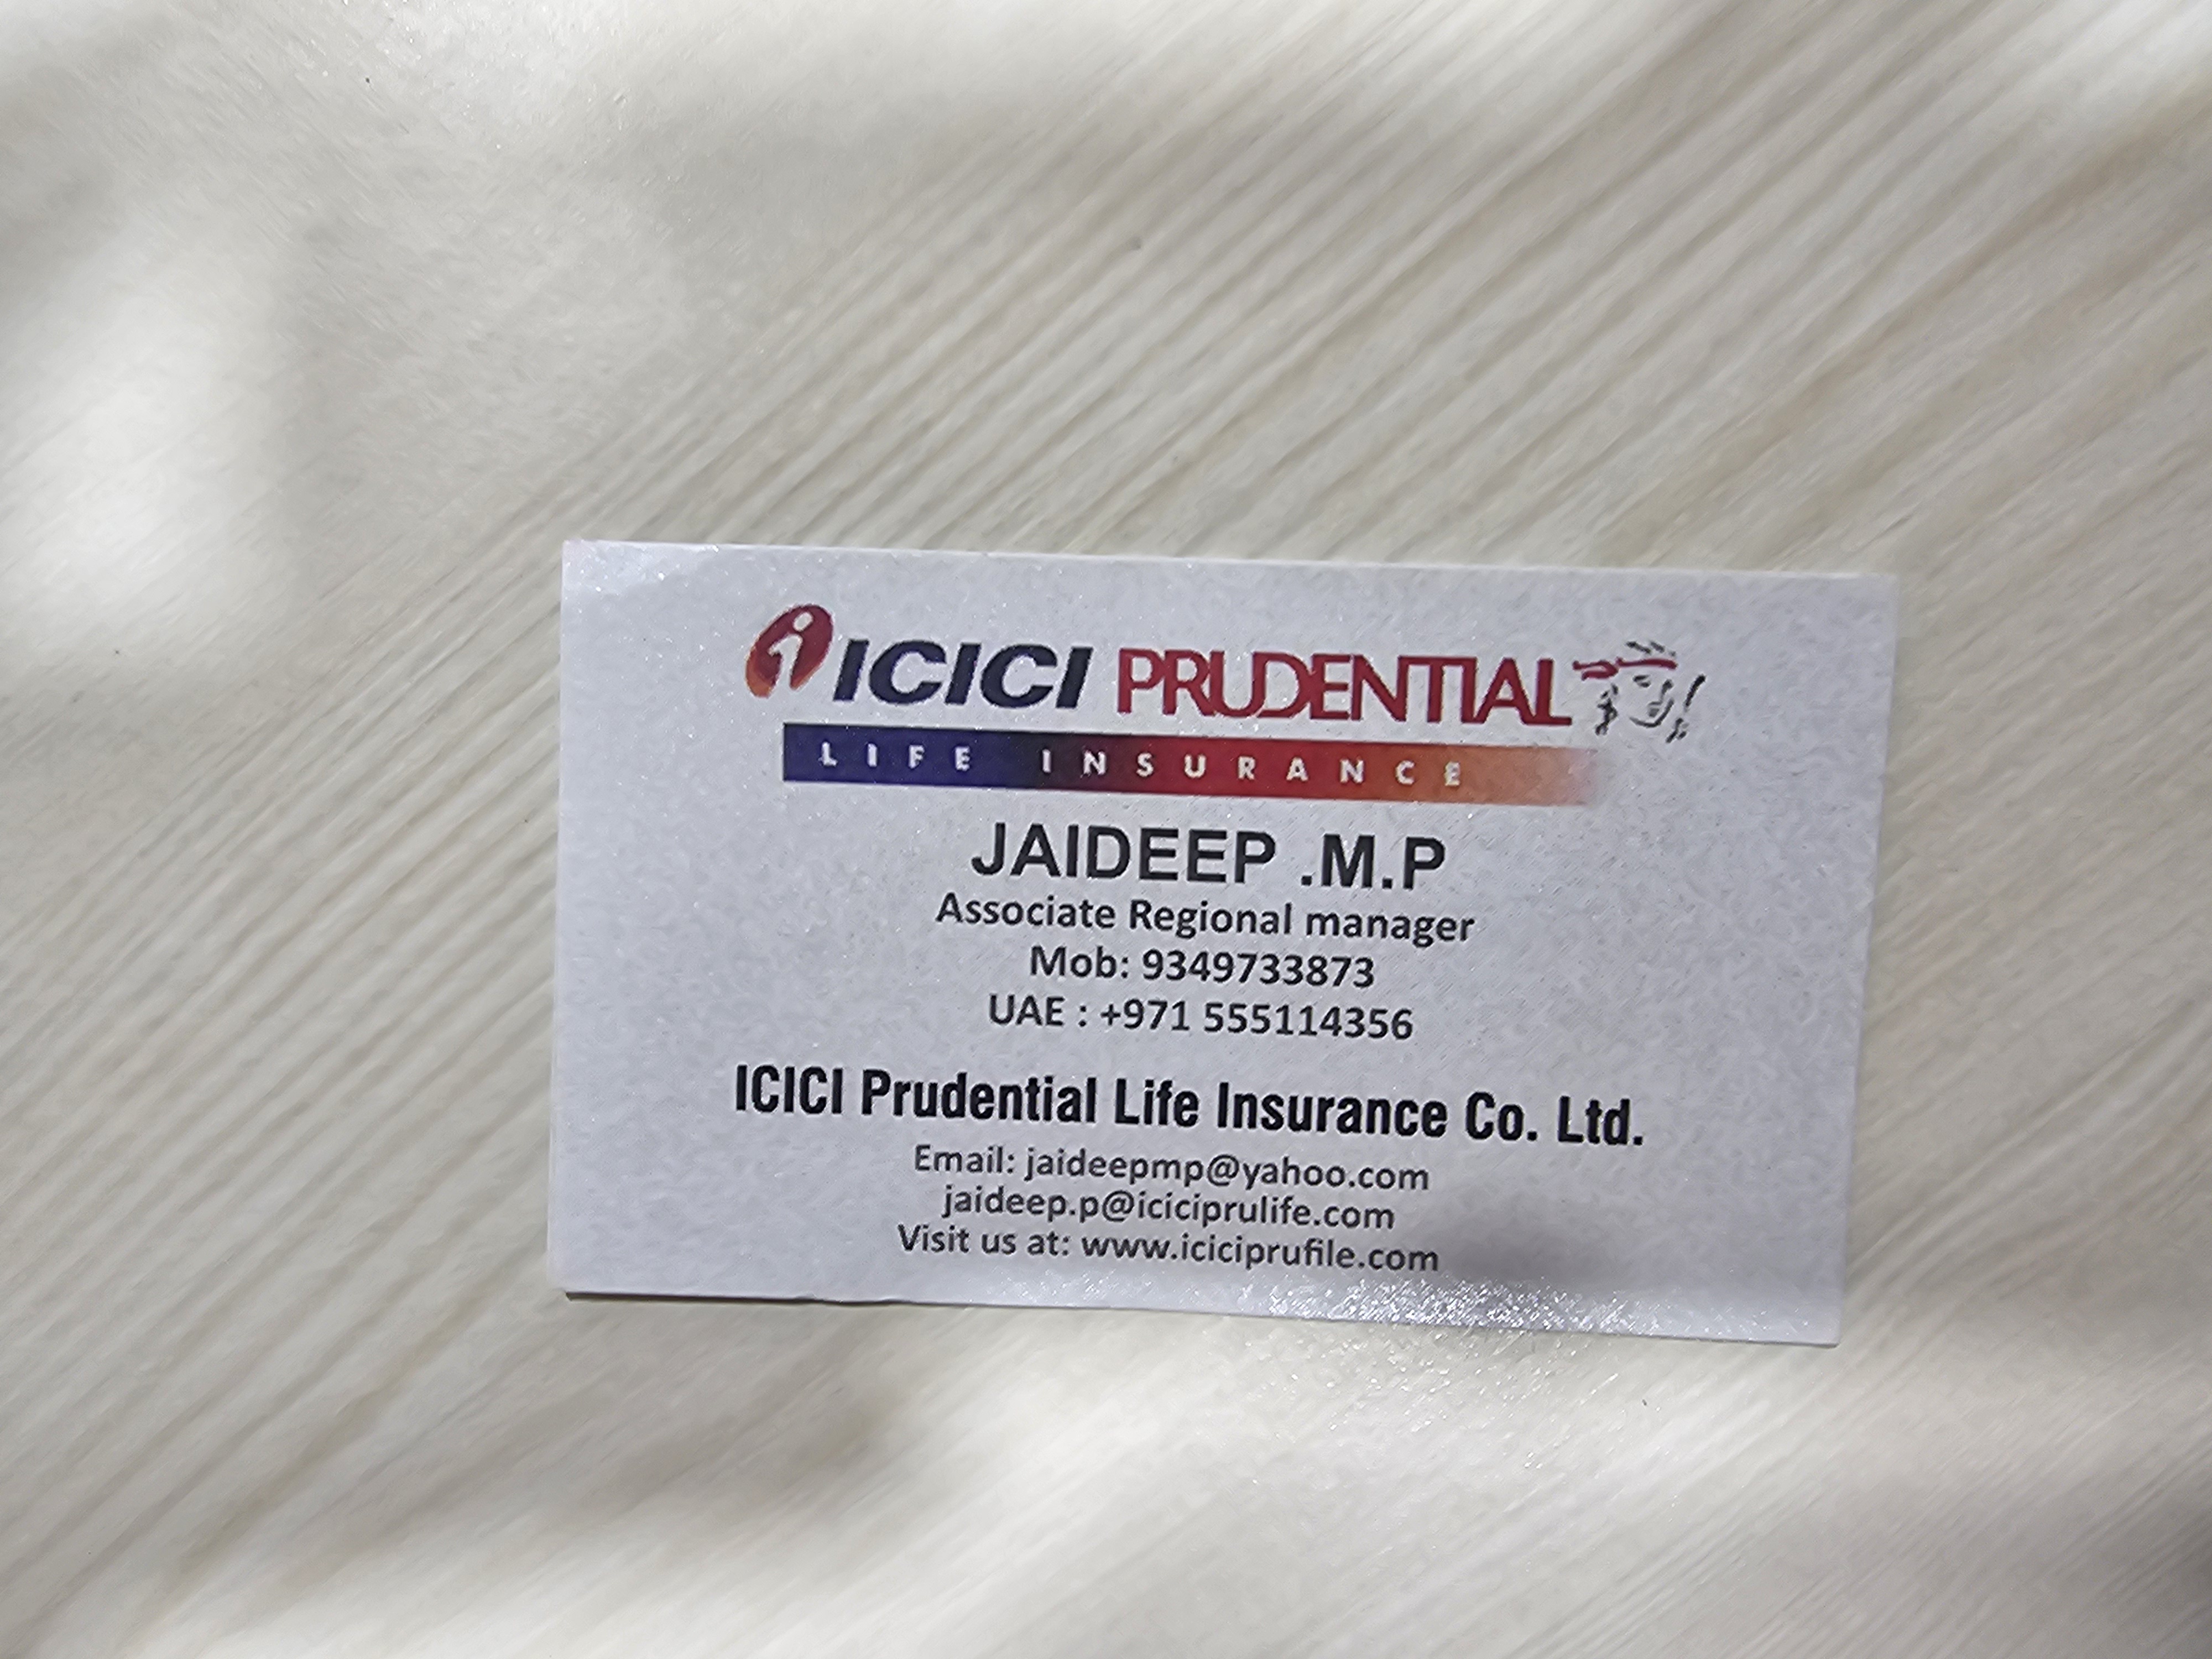 ICICI PRUDENTIAL
LIFE INSURANCE
JAIDEEP .M.P
Associate Regional manager
Mob: 9349733873
UAE : +971 555114356
ICICI Prudential Life Insurance Co. Ltd.
Email: jaideepmp@yahoo.com
jaideep.p@iciciprulife.com
Visit us at: www.iciciprufile.com